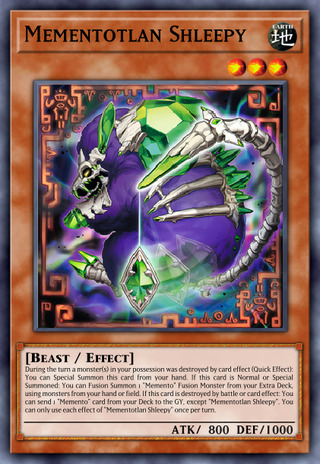 Mementotlan Shleepy
EARTH
地
[Beast / Effect]
During the turn a monster(s) in your possession was destroyed by card effect (Quick Effect):
You can Special Summon this card from your hand. If this card is Normal or Special
Summoned: You can Fusion Summon 1 "Memento" Fusion Monster from your Extra Deck,
using monsters from your hand or field. If this card is destroyed by battle or card effect: You
can send 1 "Memento" card from your Deck to the GY, except "Mementotlan Shleepy". You
can only use each effect of "Mementotlan Shleepy" once per turn.
ATK/ 800 DEF/1000